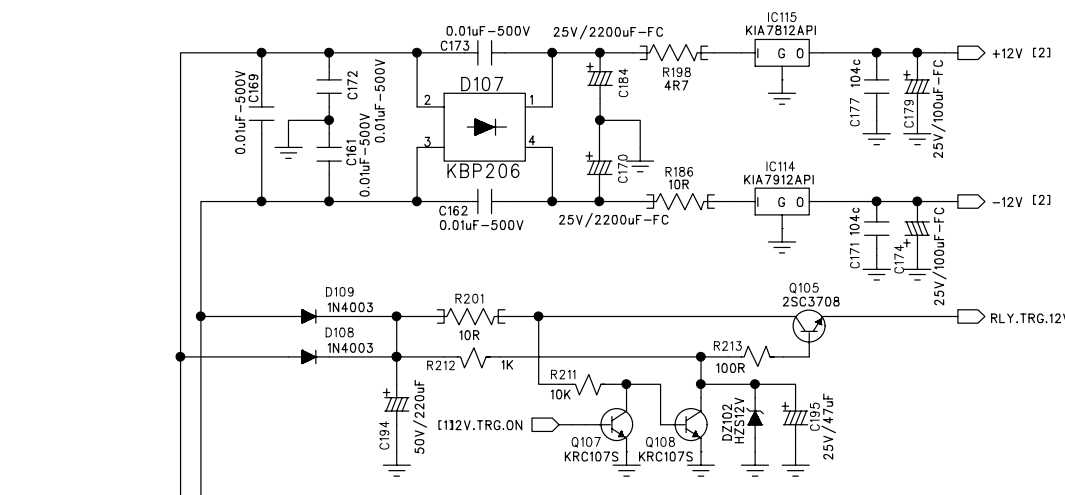 0.01uF-500V
C173
25V/2200uF-FC
IC115
KIA7812API
I G O
+12V [2]
R198
4R7
C184
C177 104c
C179
25V/100uF-FC
0.01uF-500V
C169
C172
0.01uF-500V
D107
2
1
3
4
KBP206
C161
0.01uF-500V
C170
R186
10R
IC114
KIA7912API
I G O
-12V [2]
C162
0.01uF-500V
25V/2200uF-FC
C171 104c
C174
25V/100uF-FC
D109
1N4003
R201
10R
Q105
2SC3708
RLY.TRG.12V
D108
1N4003
R212
1K
R213
100R
R211
10K
C194
50V/220uF
[1]12V.TRG.ON
Q107
KRC107S
Q108
KRC107S
DZ102
HZS12V
C195
25V/47uF